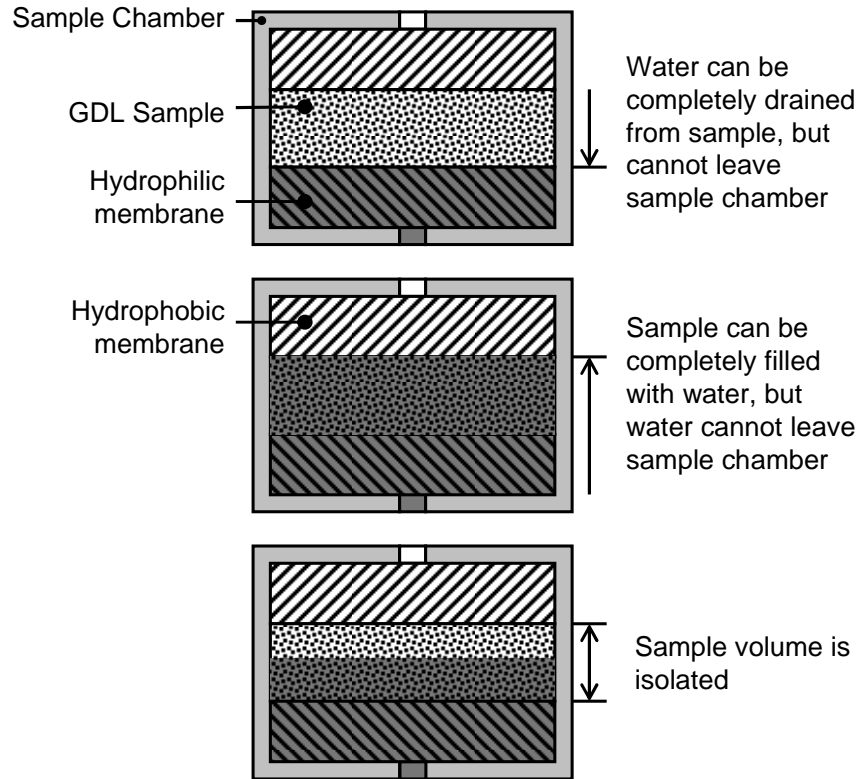 Sample Chamber
GDL Sample
Hydrophilic
membrane
Water can be
completely drained
from sample, but
cannot leave
sample chamber
Hydrophobic
membrane
Sample can be
completely filled
with water, but
water cannot leave
sample chamber
Sample volume is
isolated